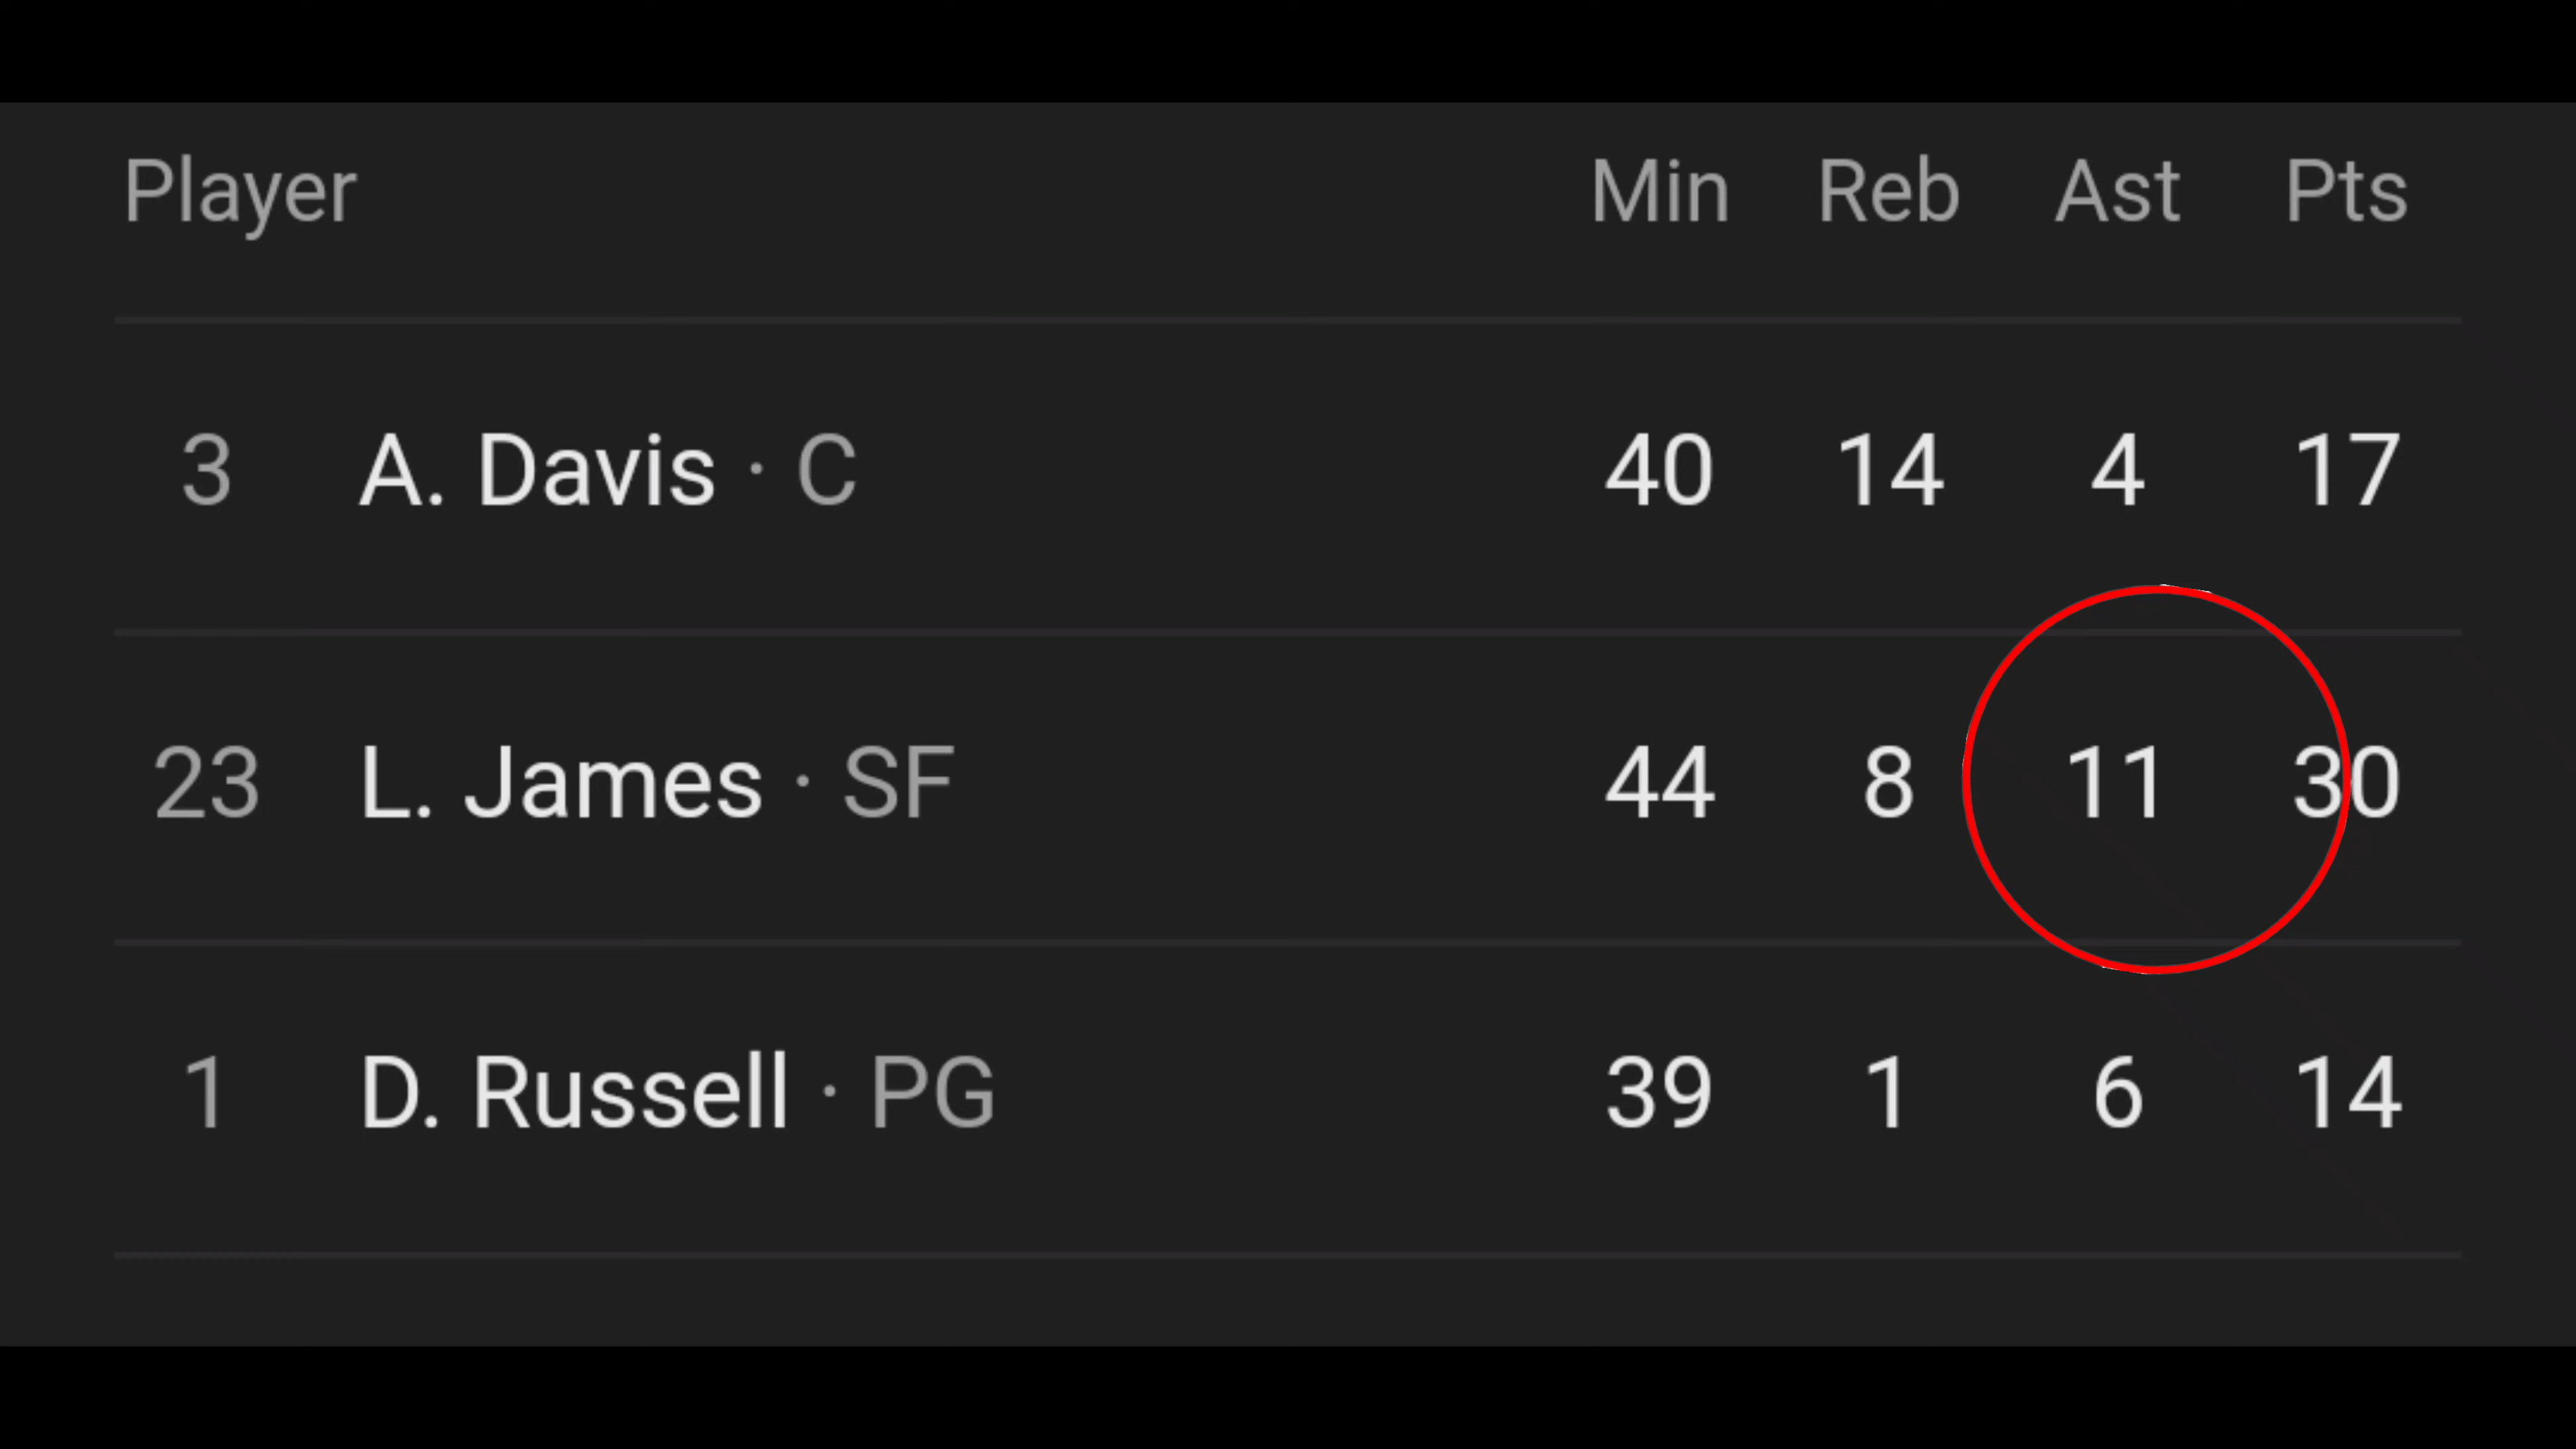 Player Min Reb Ast Pts
3 A. Davis · C 40 14 4 17
23 L. James · SF 44 8 11 30
1 D. Russell · PG 39 1 6 14